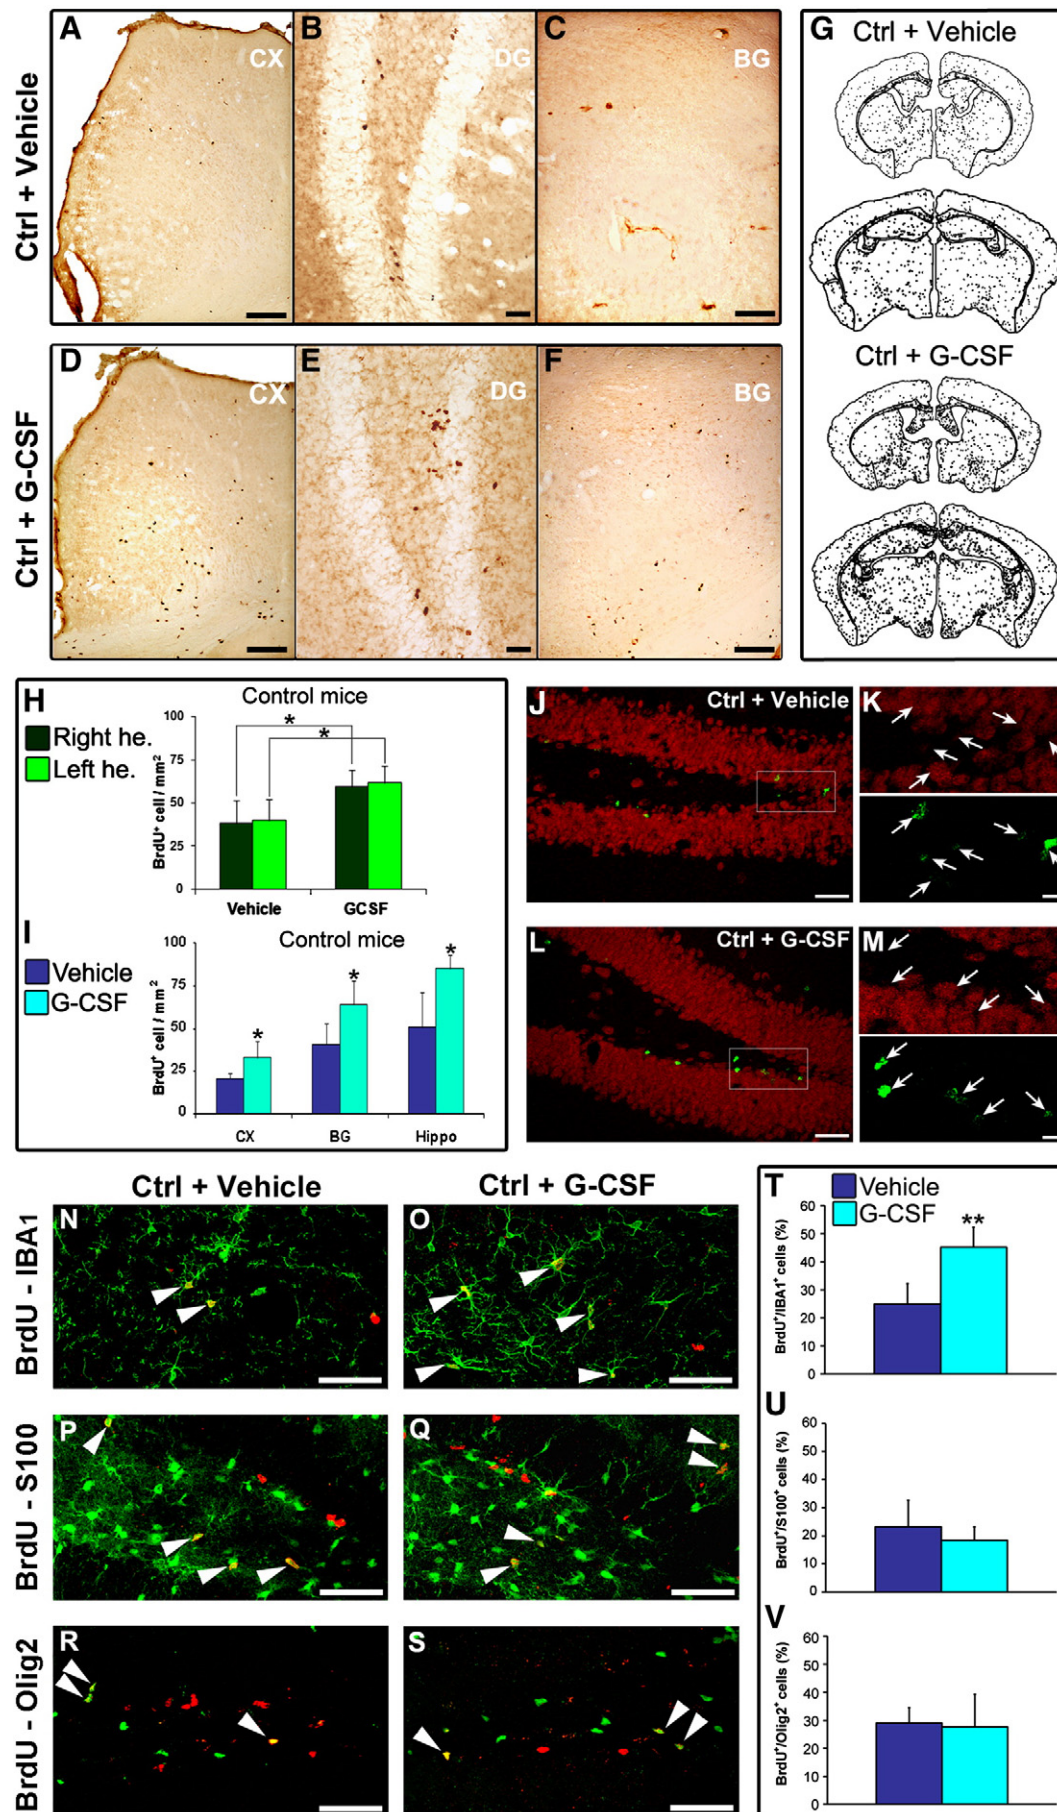 Ctrl + Vehicle
A
CX
B
DG
C
BG
G
Ctrl + Vehicle
Ctrl + G-CSF
Ctrl + G-CSF
D
CX
E
DG
F
BG
H
Control mice
Right he.
Left he.
BrdU+ cell / mm2
100
75
50
25
0
*
*
Vehicle
GCSF
I
Control mice
Vehicle
G-CSF
BrdU+ cell / mm2
100
75
50
25
0
*
*
*
CX
BG
Hippo
J
Ctrl + Vehicle
K
L
Ctrl + G-CSF
M
Ctrl + Vehicle
Ctrl + G-CSF
BrdU - IBA1
N
O
BrdU - S100
P
Q
BrdU - Olig2
R
S
T
Vehicle
G-CSF
BrdU+/IBA1+ cells (%)
60
50
40
30
20
10
0
**
U
BrdU+/S100+ cells (%)
60
50
40
30
20
10
0
V
BrdU+/Olig2+ cells (%)
60
50
40
30
20
10
0